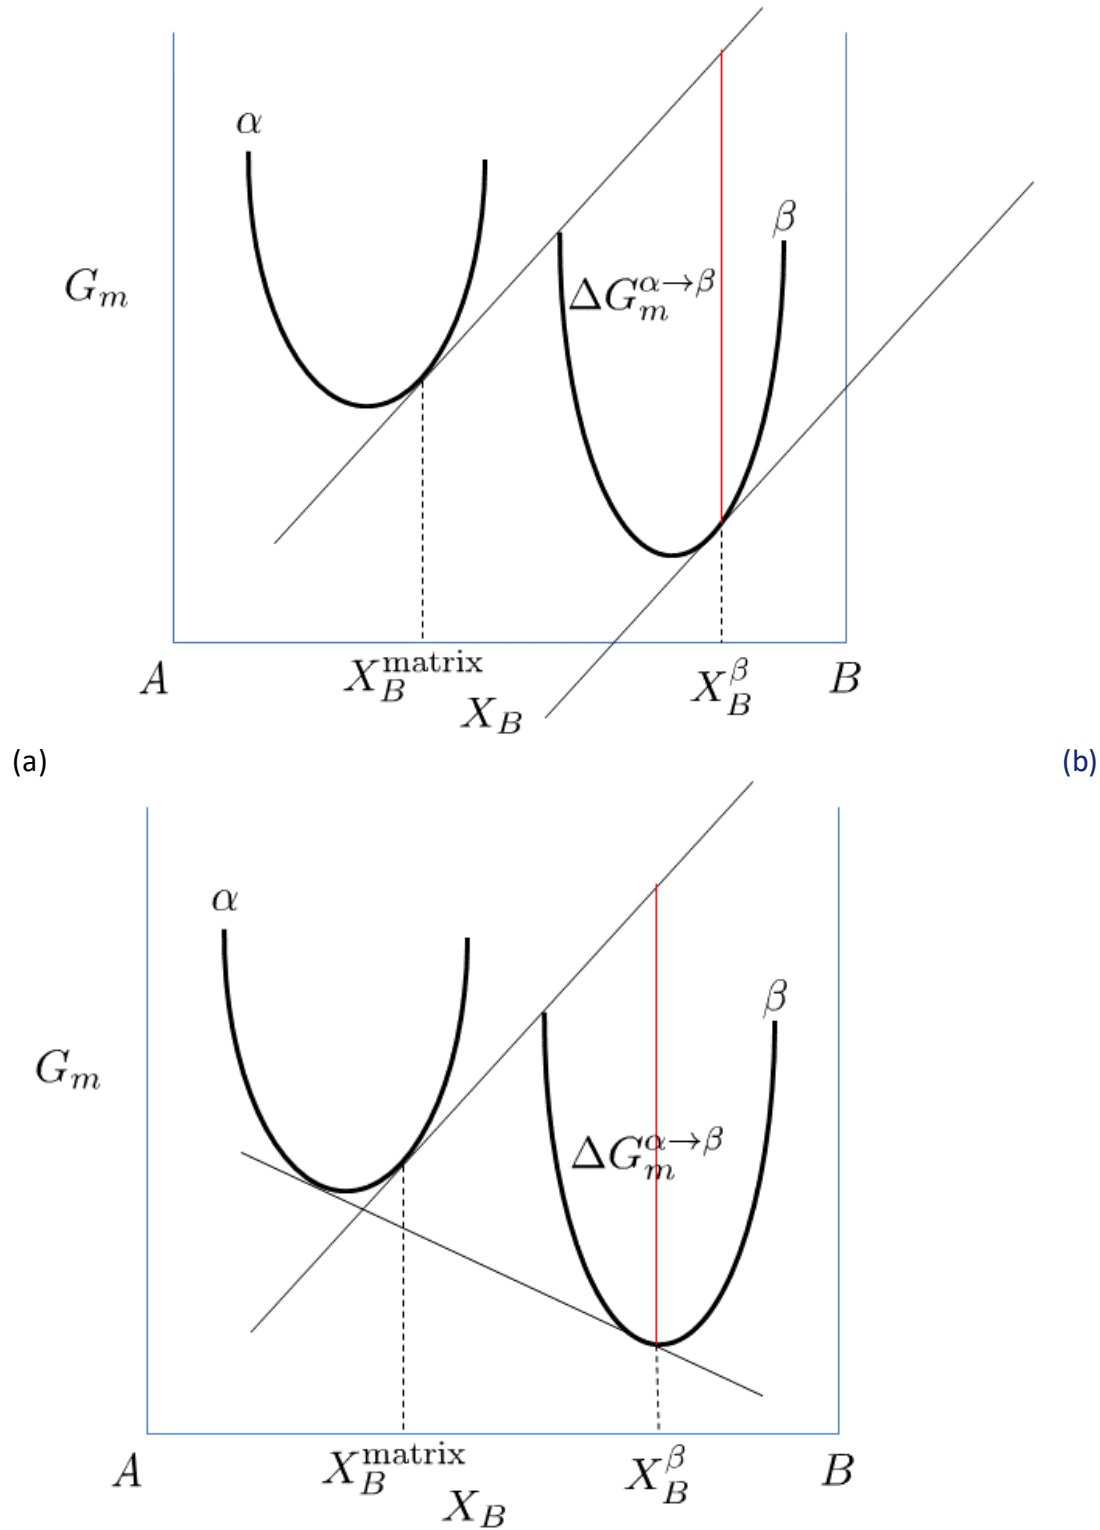 α
β
G_m
ΔG_m^{α→β}
A
X_B^{matrix}
X_B^β
B
X_B
(a)
(b)
α
β
G_m
ΔG_m^{α→β}
A
X_B^{matrix}
X_B^β
B
X_B